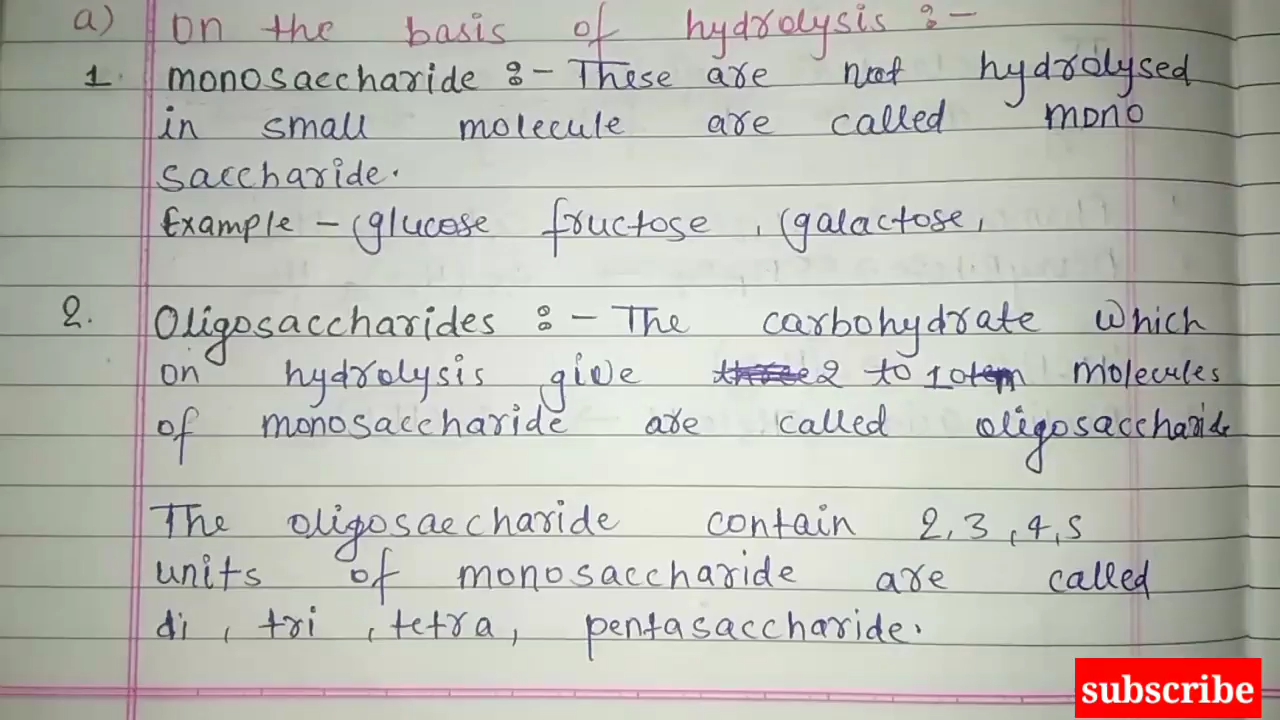 a) on the basis of hydrolysis :-
1. monosaccharide :- These are not hydrolysed
in small molecule are called mono
saccharide.
Example - Glucose fructose , Galactose,
2. Oligosaccharides :- The carbohydrate which
on hydrolysis give 2 to 10 molecules
of monosaccharide are called oligosaccharide
The oligosaccharide contain 2, 3, 4, 5
units of monosaccharide are called
di, tri, tetra, pentasaccharide.
subscribe